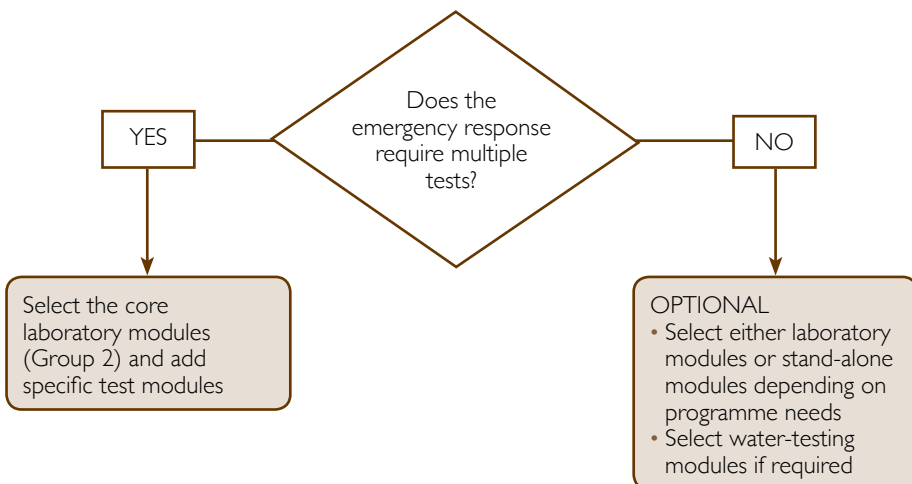 Does the
emergency response
require multiple
tests?
YES
NO
Select the core
laboratory modules
(Group 2) and add
specific test modules
OPTIONAL
• Select either laboratory
modules or stand-alone
modules depending on
programme needs
• Select water-testing
modules if required